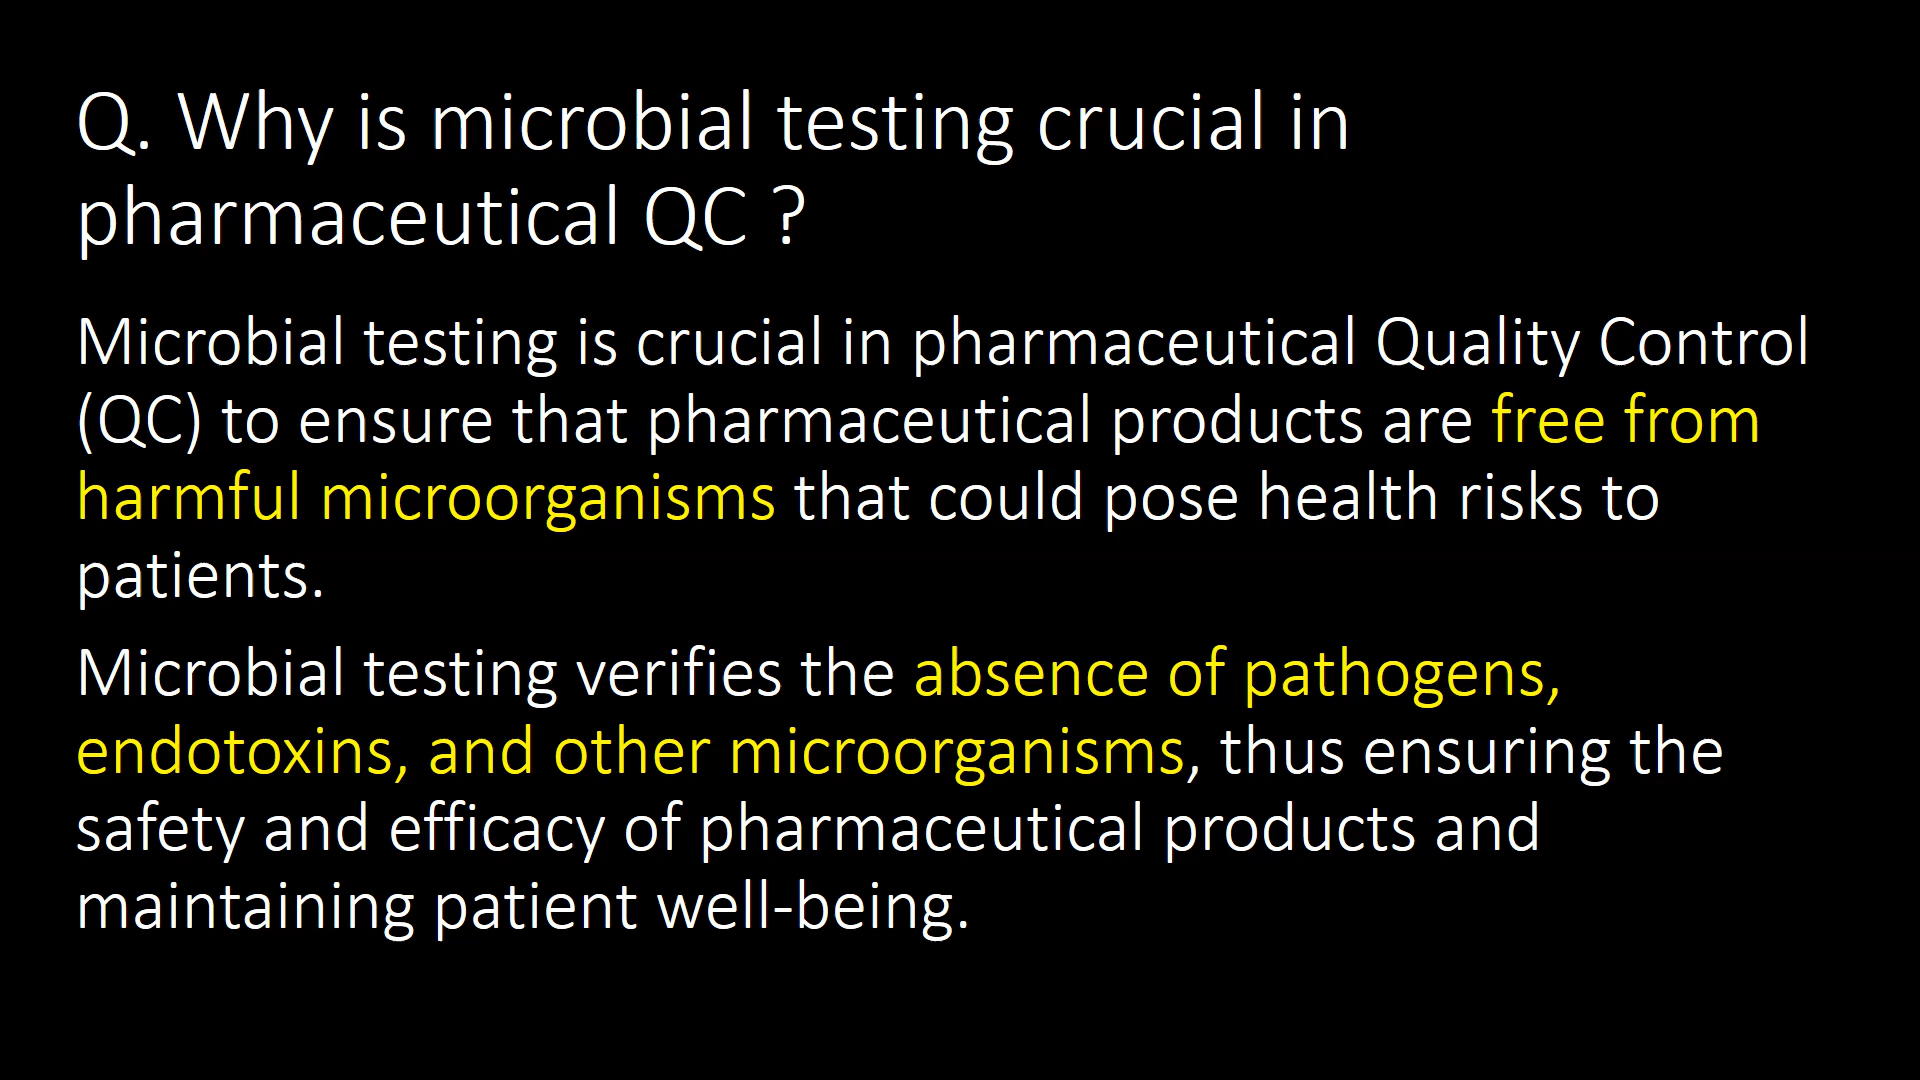 Q. Why is microbial testing crucial in
pharmaceutical QC ?
Microbial testing is crucial in pharmaceutical Quality Control
(QC) to ensure that pharmaceutical products are free from
harmful microorganisms that could pose health risks to
patients.
Microbial testing verifies the absence of pathogens,
endotoxins, and other microorganisms, thus ensuring the
safety and efficacy of pharmaceutical products and
maintaining patient well-being.